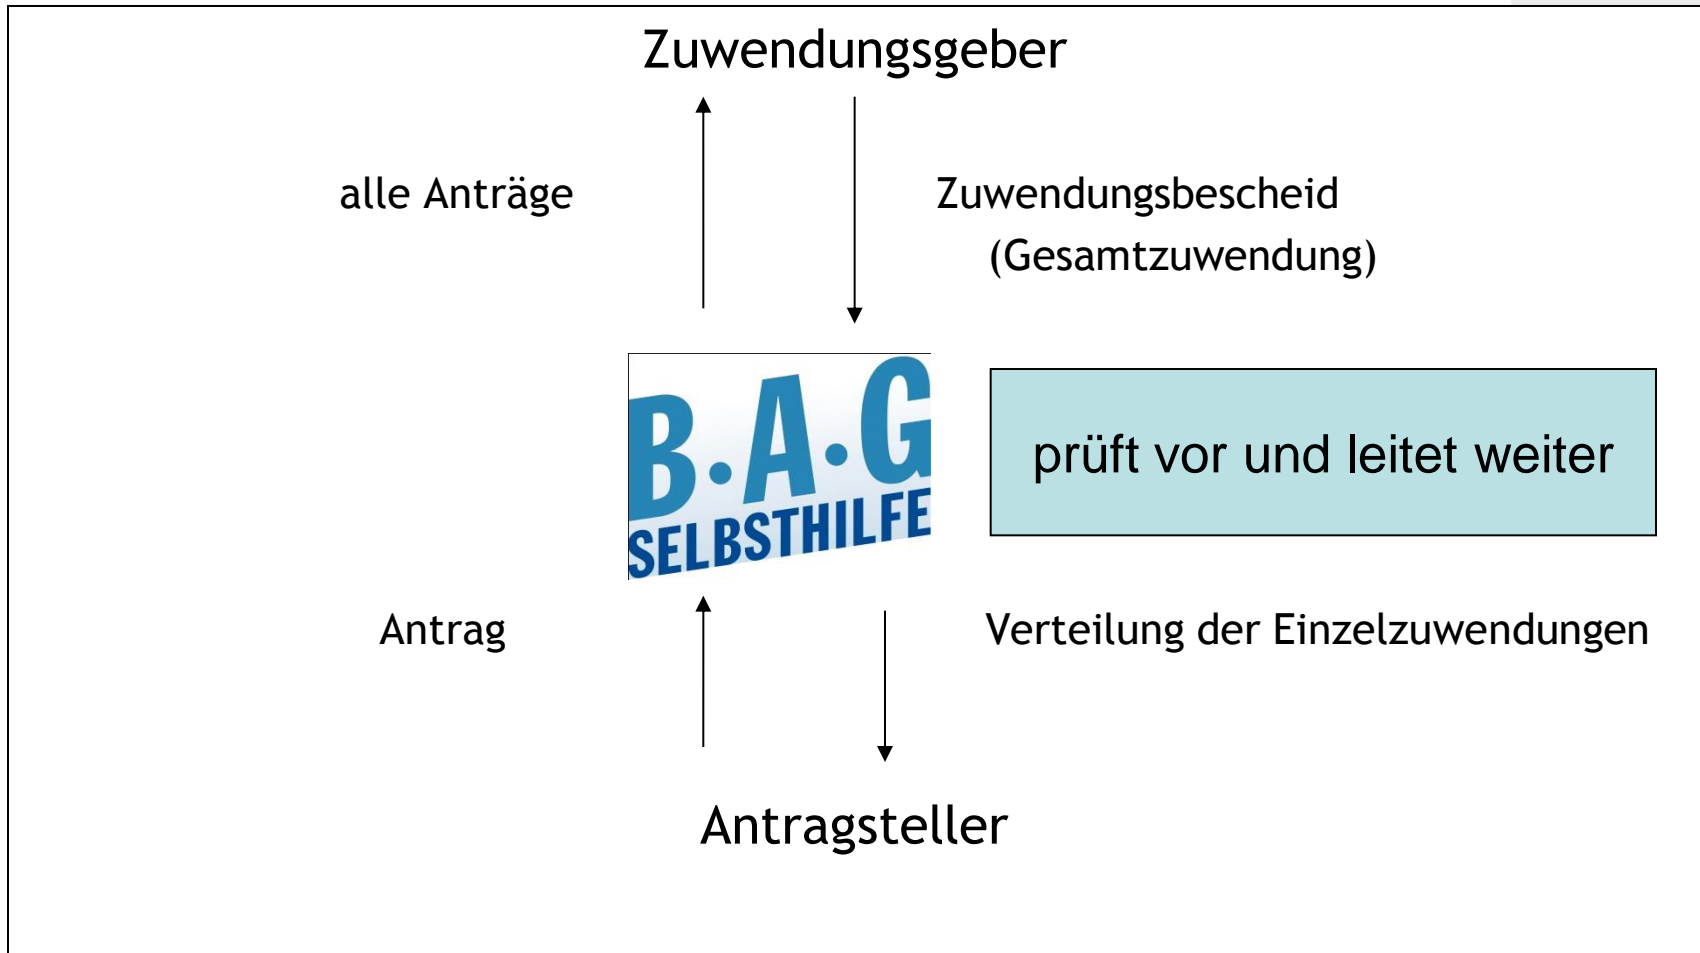 Zuwendungsgeber
alle Anträge
Zuwendungsbescheid
(Gesamtzuwendung)
B·A·G
SELBSTHILFE
prüft vor und leitet weiter
Antrag
Verteilung der Einzelzuwendungen
Antragsteller